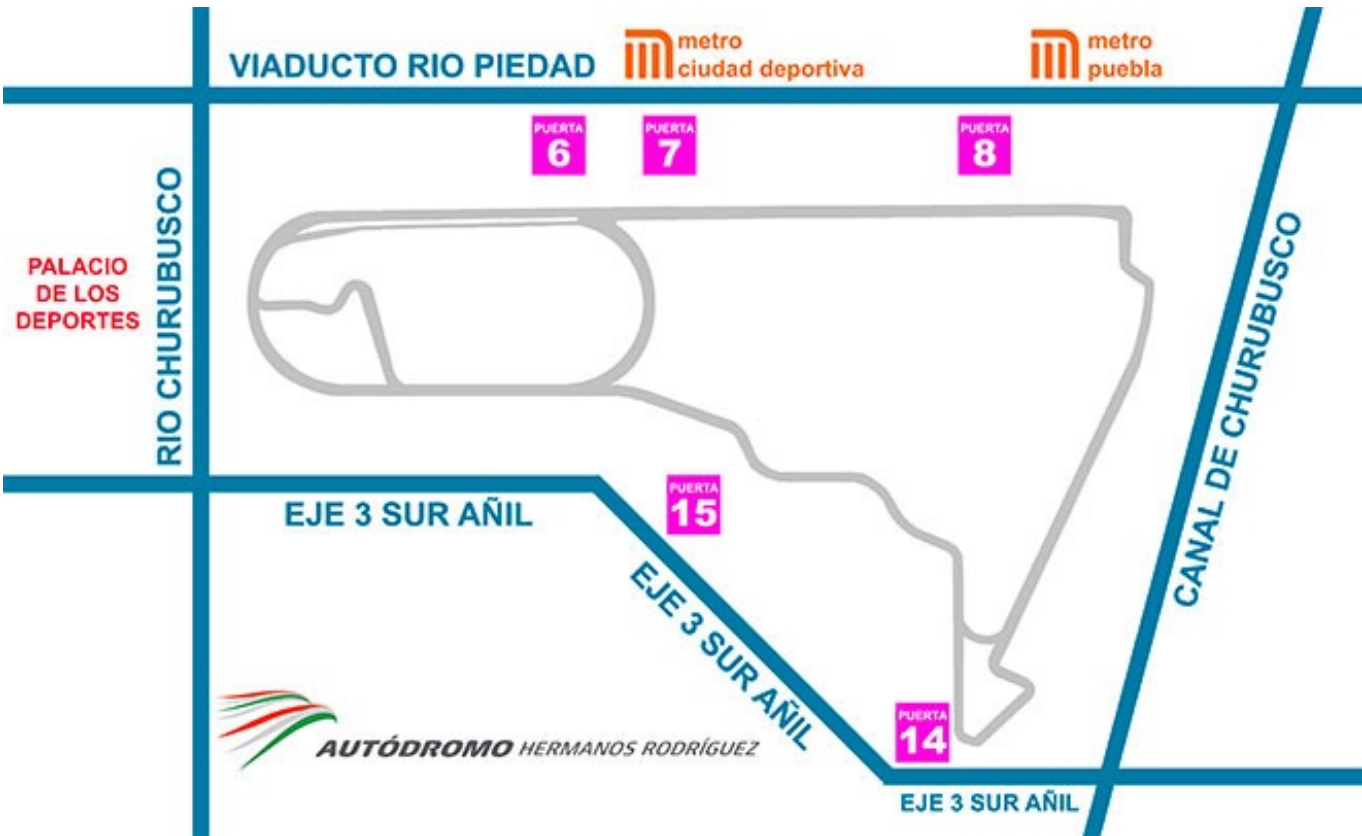 VIADUCTO RIO PIEDAD
metro
ciudad deportiva
metro
puebla
PUERTA
6
PUERTA
7
PUERTA
8
PALACIO
DE LOS
DEPORTES
RIO CHURUBUSCO
CANAL DE CHURUBUSCO
EJE 3 SUR AÑIL
PUERTA
15
EJE 3 SUR AÑIL
PUERTA
14
AUTÓDROMO HERMANOS RODRÍGUEZ
EJE 3 SUR AÑIL